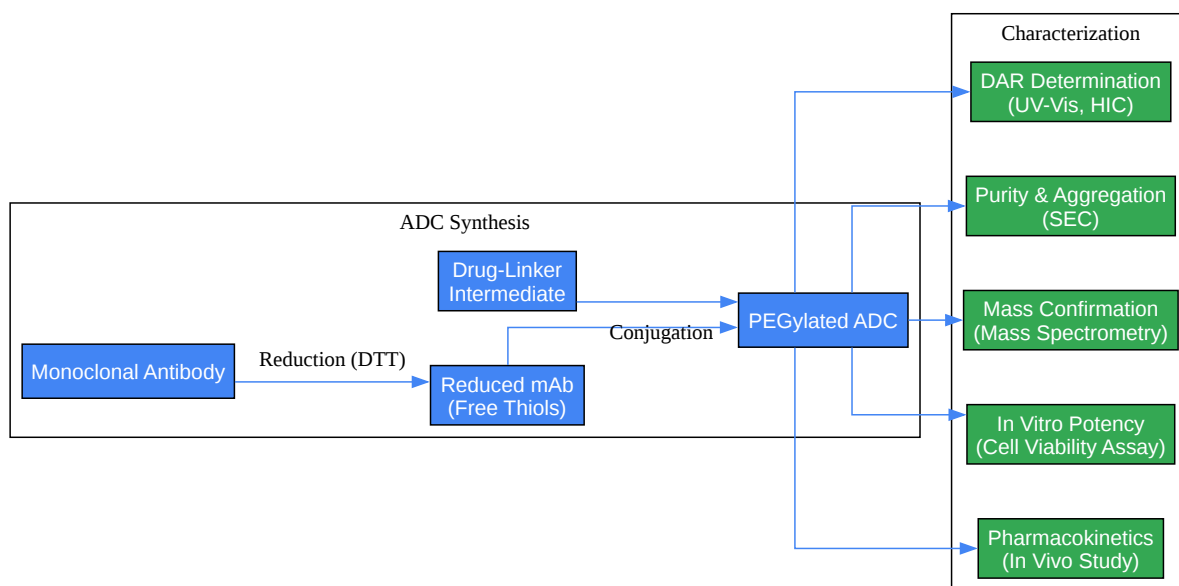 Characterization
DAR Determination
(UV-Vis, HIC)
Purity & Aggregation
(SEC)
ADC Synthesis
Drug-Linker
Intermediate
PEGylated ADC
Mass Confirmation
(Mass Spectrometry)
Conjugation
Monoclonal Antibody
Reduction (DTT)
Reduced mAb
(Free Thiols)
In Vitro Potency
(Cell Viability Assay)
Pharmacokinetics
(In Vivo Study)